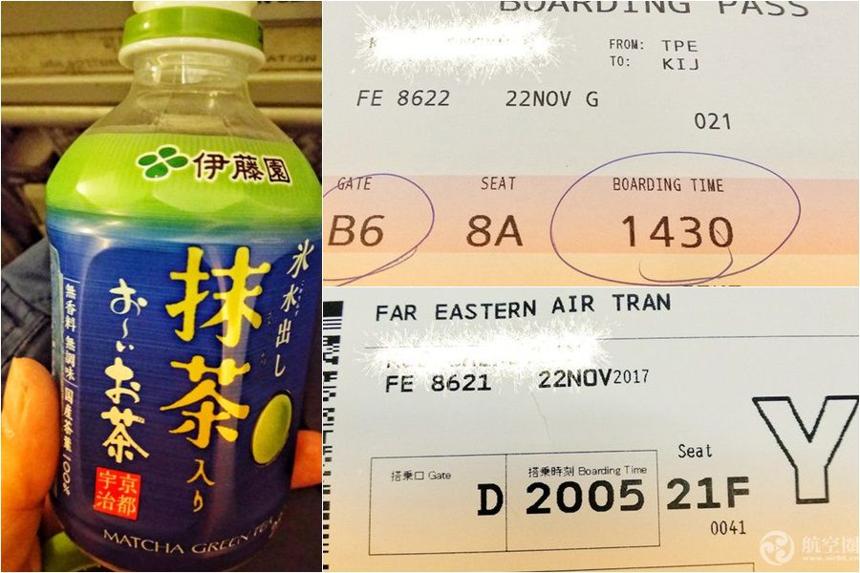 伊藤園
氷水出し
抹茶入り
お〜いお茶
無香料 無調味 国産茶葉100%
京都
宇治
MATCHA GREEN TEA
BOARDING PASS
FROM: TPE
TO: KIJ
FE 8622 22NOV G
021
GATE SEAT BOARDING TIME
B6 8A 1430
FAR EASTERN AIR TRAN
FE 8621 22NOV2017
Y
Seat
搭乗口 Gate 搭乗時刻 Boarding Time
D 2005 21F
0041
航空圈